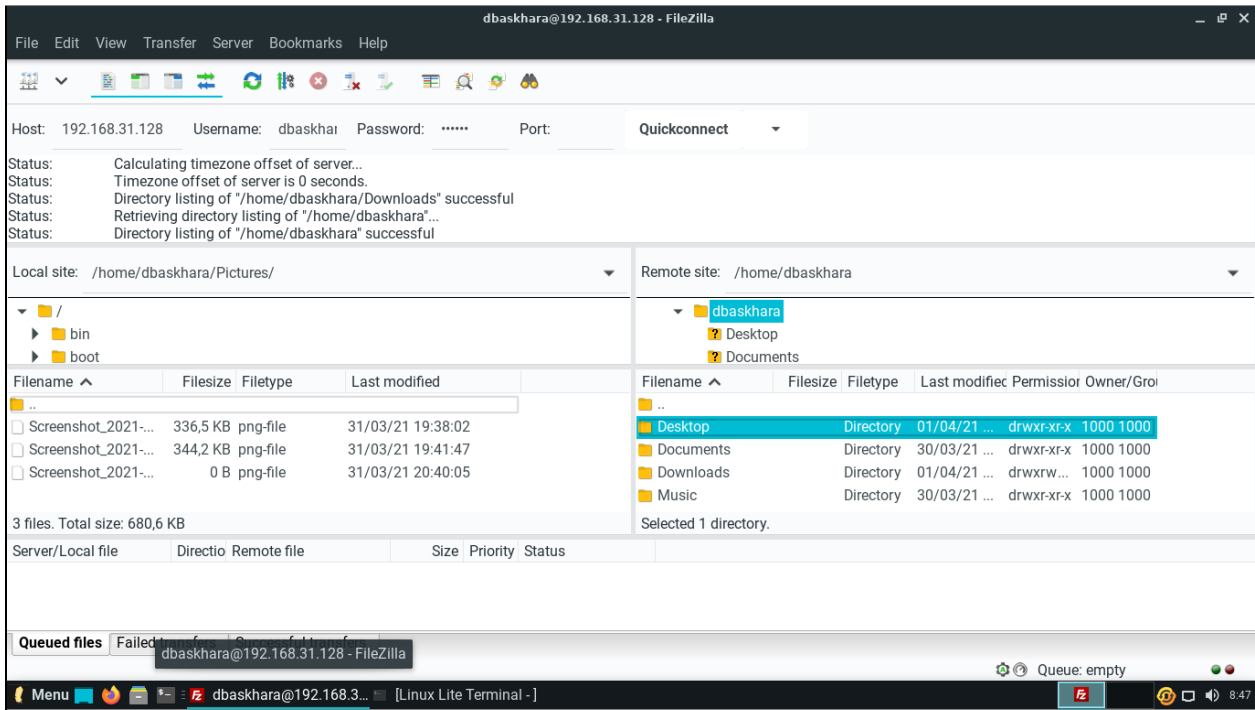 dbaskhara@192.168.31.128 - FileZilla
File Edit View Transfer Server Bookmarks Help
Host: 192.168.31.128 Username: dbaskhar Password: •••••• Port: Quickconnect
Status: Calculating timezone offset of server...
Status: Timezone offset of server is 0 seconds.
Status: Directory listing of "/home/dbaskhara/Downloads" successful
Status: Retrieving directory listing of "/home/dbaskhara"...
Status: Directory listing of "/home/dbaskhara" successful
Local site: /home/dbaskhara/Pictures/
/
bin
boot
Filename Filesize Filetype Last modified
..
Screenshot_2021-... 336,5 KB png-file 31/03/21 19:38:02
Screenshot_2021-... 344,2 KB png-file 31/03/21 19:41:47
Screenshot_2021-... 0 B png-file 31/03/21 20:40:05
3 files. Total size: 680,6 KB
Remote site: /home/dbaskhara
dbaskhara
? Desktop
? Documents
Filename Filesize Filetype Last modified Permission Owner/Grou
..
Desktop Directory 01/04/21 ... drwxr-xr-x 1000 1000
Documents Directory 30/03/21 ... drwxr-xr-x 1000 1000
Downloads Directory 01/04/21 ... drwxrw... 1000 1000
Music Directory 30/03/21 ... drwxr-xr-x 1000 1000
Selected 1 directory.
Server/Local file Directio Remote file Size Priority Status
Queued files Failed transfers Successful transfers
dbaskhara@192.168.31.128 - FileZilla
Queue: empty
Menu dbaskhara@192.168.3... [Linux Lite Terminal - ] 8:47